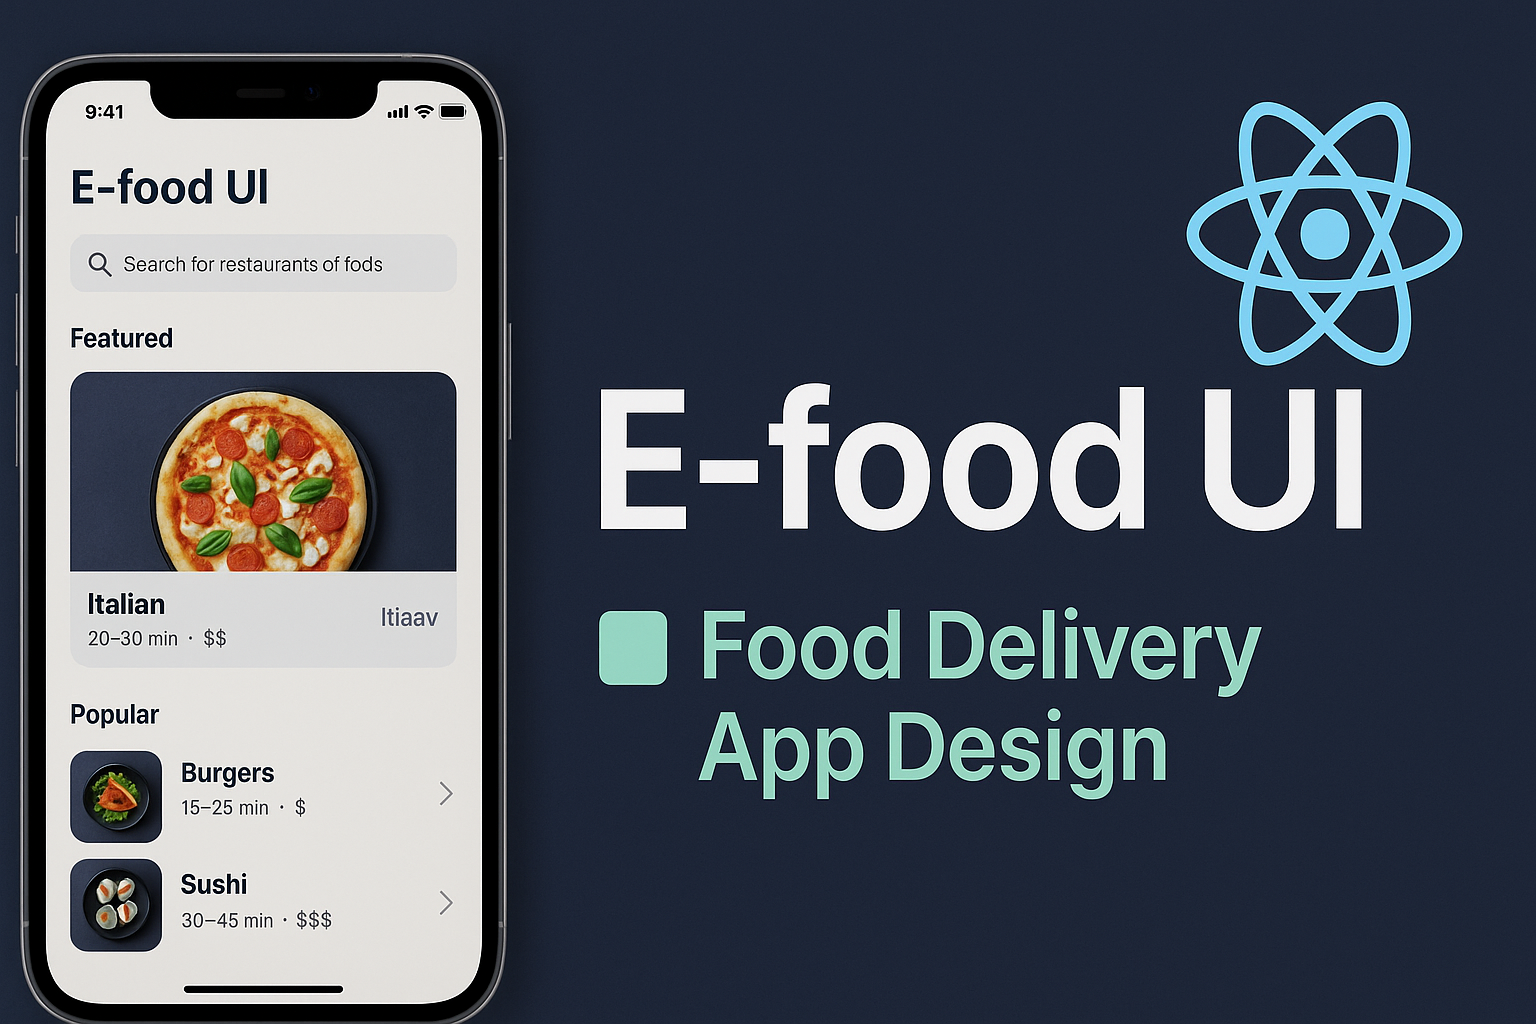 9:41
E-food UI
Search for restaurants of fods
Featured
Italian
Itiaav
20–30 min · $$
Popular
Burgers
15–25 min · $
Sushi
30–45 min · $$$
E-food UI
Food Delivery
App Design